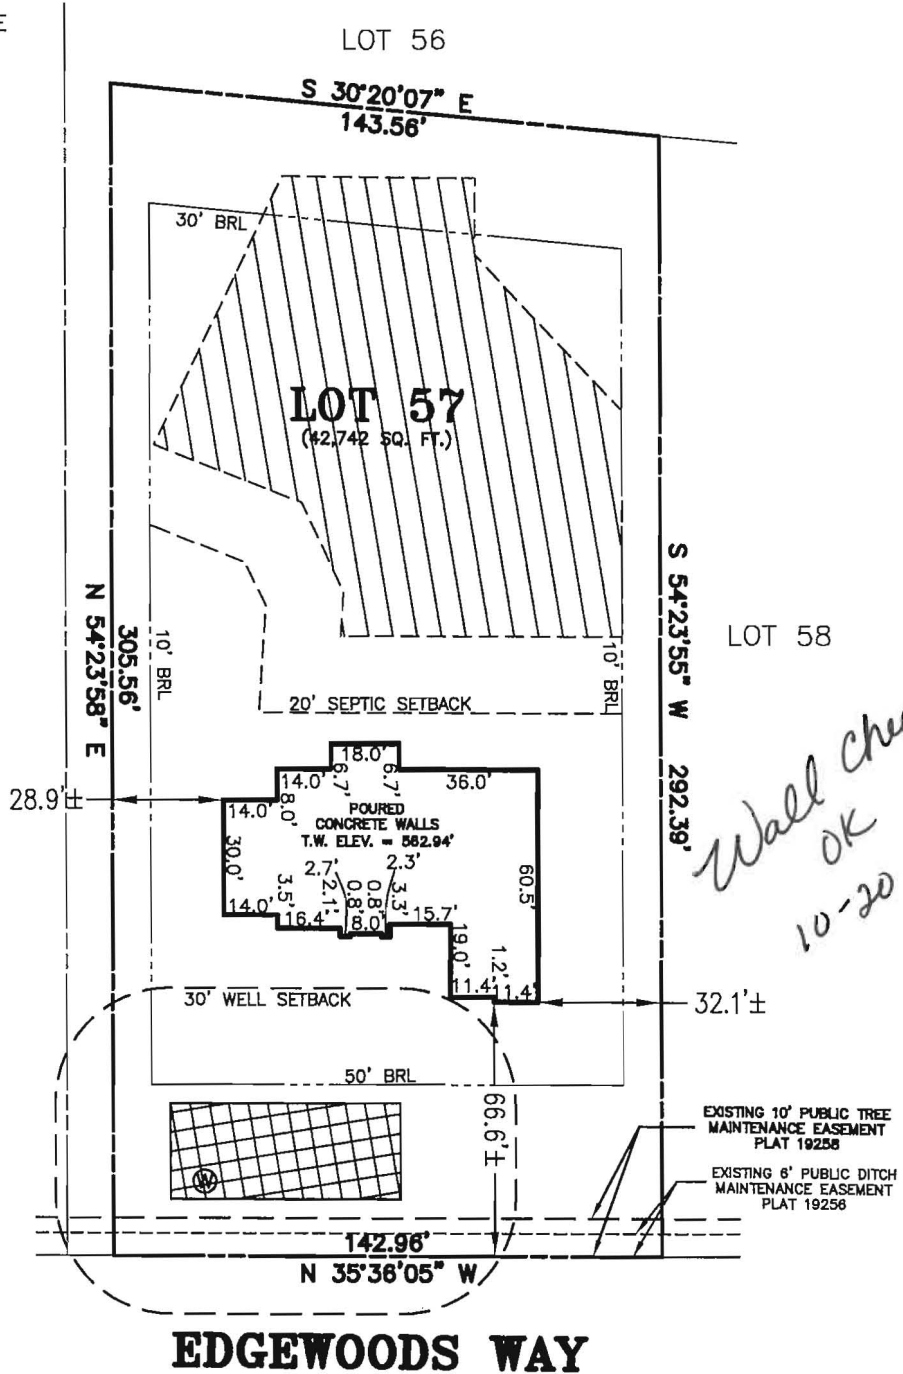 E
LOT 56
S 30°20'07" E
143.56'
30' BRL
LOT 57
(42,742 SQ. FT.)
N 54°23'58" E
305.56'
10' BRL
10' BRL
S 54°23'55" W 292.39'
LOT 58
20' SEPTIC SETBACK
18.0'
14.0'
6.7'
6.7'
36.0'
28.9'±
14.0'
8.0'
POURED
CONCRETE WALLS
T.W. ELEV. = 562.94'
30.0'
2.7'
2.3'
60.5'
14.0'
3.5'
16.4'
2.1'
0.8'
8.0'
0.8'
3.3'
15.7'
19.0'
11.4'
1.2'
11.4'
Wall Che
OK
10-20
30' WELL SETBACK
32.1'±
50' BRL
66.6'±
W
EXISTING 10' PUBLIC TREE
MAINTENANCE EASEMENT
PLAT 19256
EXISTING 6' PUBLIC DITCH
MAINTENANCE EASEMENT
PLAT 19256
142.96'
N 35°36'05" W
EDGEWOODS WAY